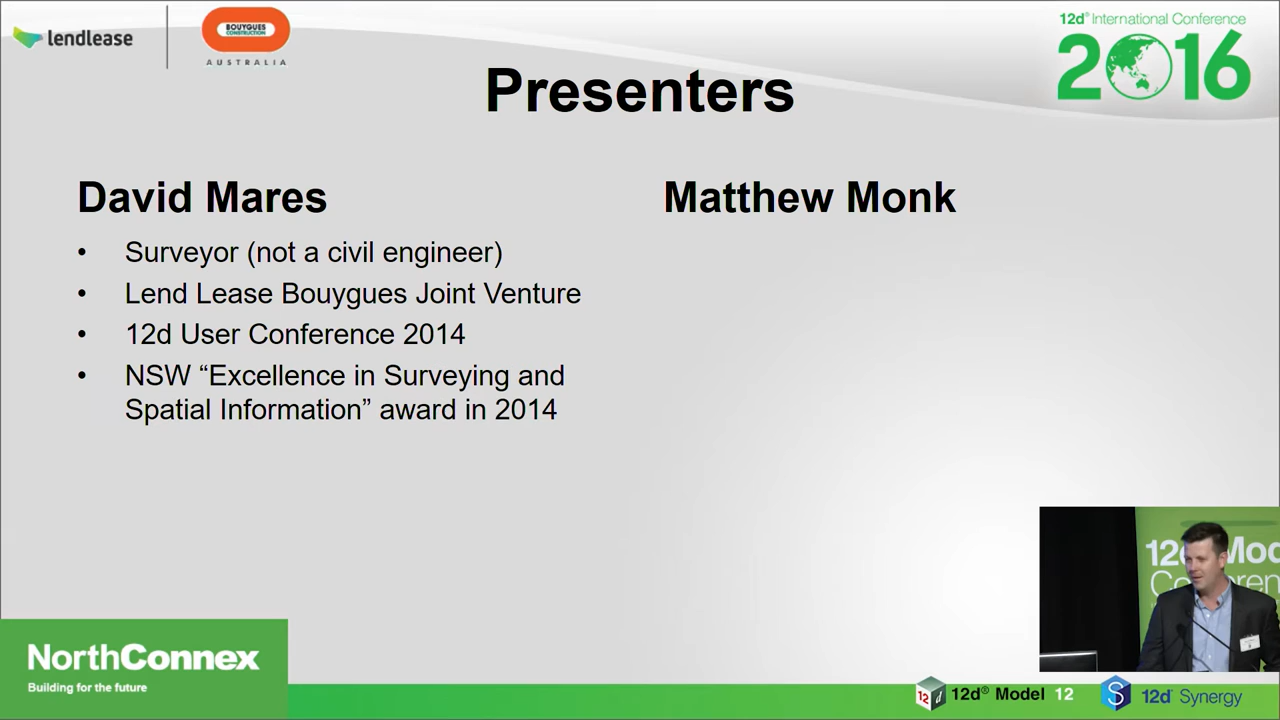 lendlease
BOUYGUES
CONSTRUCTION
AUSTRALIA
12d® International Conference
2016
Presenters
David Mares
• Surveyor (not a civil engineer)
• Lend Lease Bouygues Joint Venture
• 12d User Conference 2014
• NSW “Excellence in Surveying and
Spatial Information” award in 2014
Matthew Monk
NorthConnex
Building for the future
12d® Model 12
12d Synergy